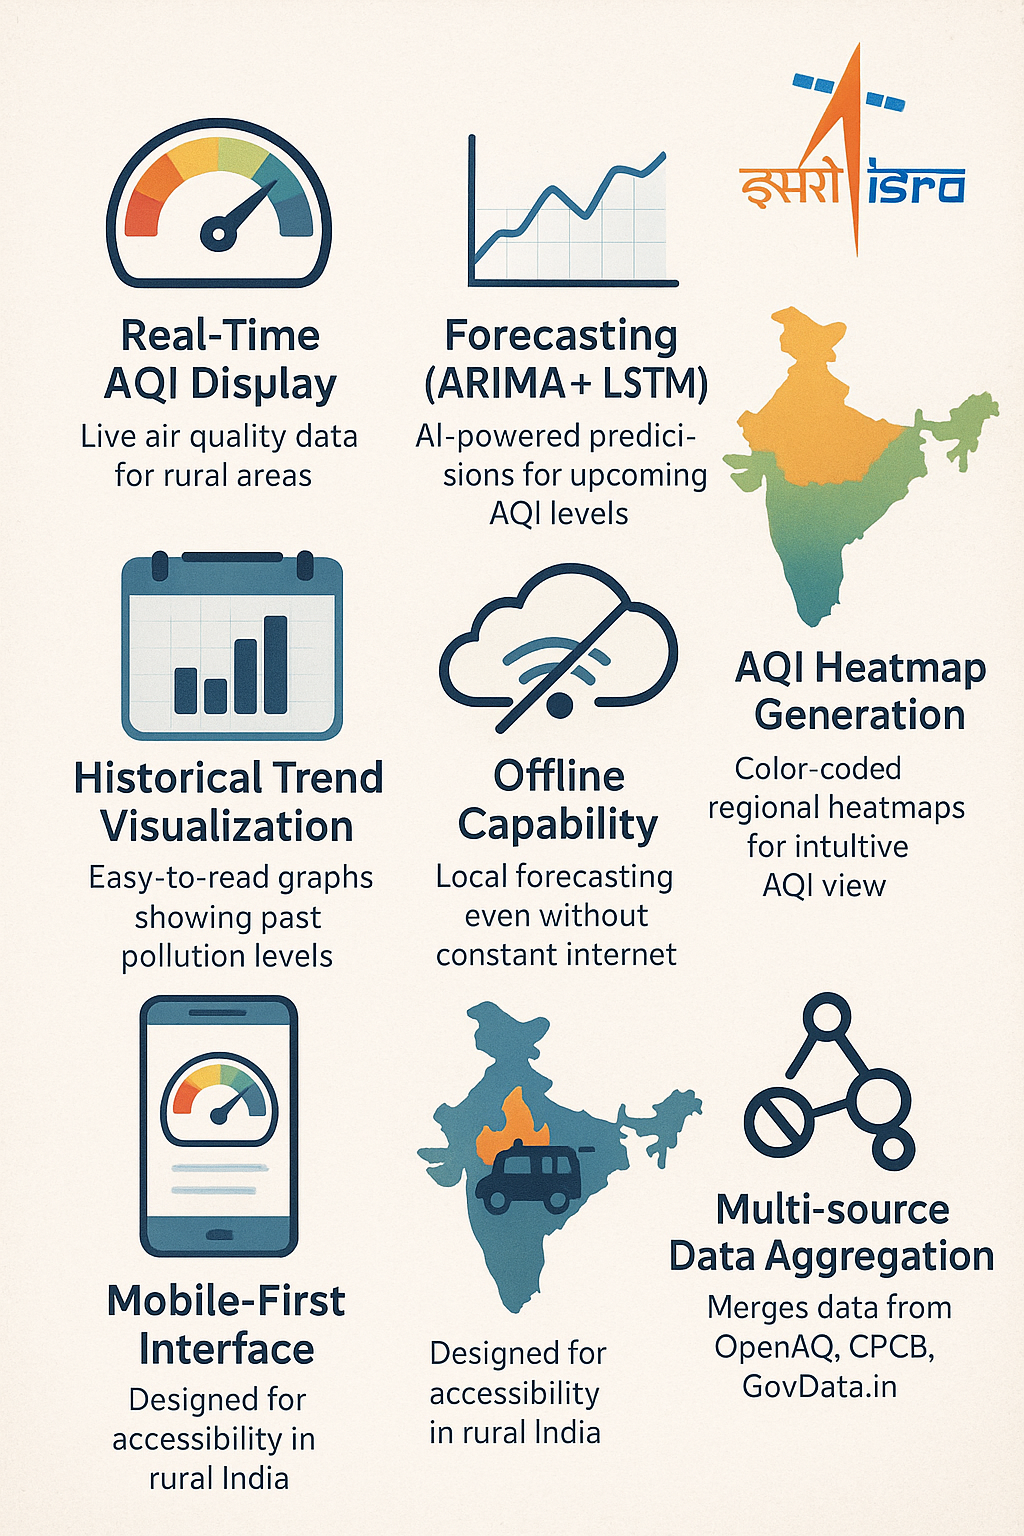 इसरो isro
Real-Time
AQI Display
Live air quality data
for rural areas
Forecasting
(ARIMA + LSTM)
AI-powered predici-
sions for upcoming
AQI levels
Historical Trend
Visualization
Easy-to-read graphs
showing past
pollution levels
Offline
Capability
Local forecasting
even without
constant internet
AQI Heatmap
Generation
Color-coded
regional heatmaps
for intultive
AQI view
Mobile-First
Interface
Designed for
accessibility in
rural India
Designed for
accessibility
in rural India
Multi-source
Data Aggregation
Merges data from
OpenAQ, CPCB,
GovData.in